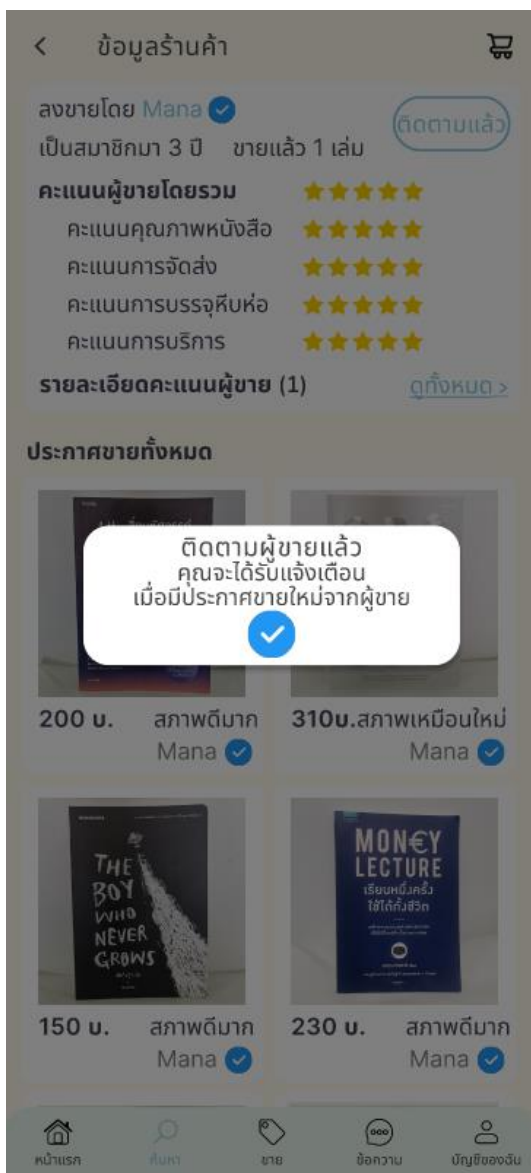 ข้อมูลร้านค้า
ลงขายโดย Mana
ติดตามแล้ว
เป็นสมาชิกมา 3 ปี ขายแล้ว 1 เล่ม
คะแนนผู้ขายโดยรวม
คะแนนคุณภาพหนังสือ
คะแนนการจัดส่ง
คะแนนการบรรจุหีบห่อ
คะแนนการบริการ
รายละเอียดคะแนนผู้ขาย (1) ดูทั้งหมด >
ประกาศขายทั้งหมด
ติดตามผู้ขายแล้ว
คุณจะได้รับแจ้งเตือน
เมื่อมีประกาศขายใหม่จากผู้ขาย
200 บ. สภาพดีมาก
Mana
310บ.สภาพเหมือนใหม่
Mana
THE
BOY
WHO
NEVER
GROWS
150 บ. สภาพดีมาก
Mana
MON€Y
LECTURE
เรียนหนึ่งครั้ง
ใช้ได้ทั้งชีวิต
230 บ. สภาพดีมาก
Mana
หน้าแรก ค้นหา ขาย ข้อความ บัญชีของฉัน